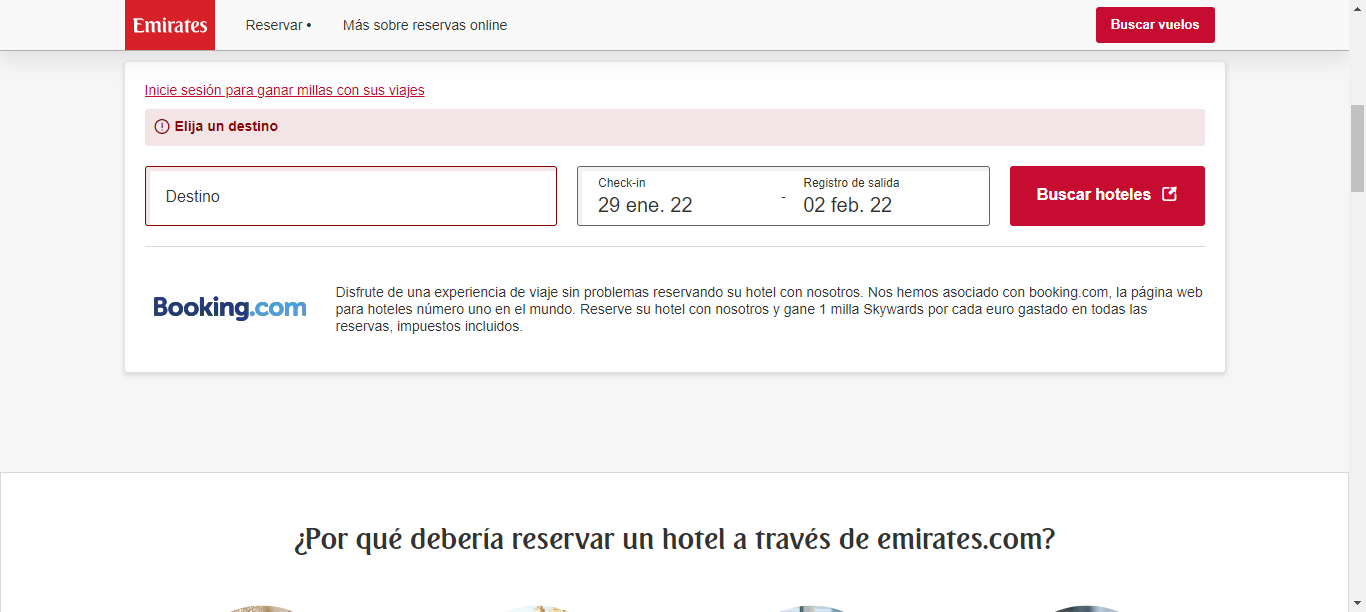 Emirates
Reservar •
Más sobre reservas online
Buscar vuelos
Inicie sesión para ganar millas con sus viajes
Elija un destino
Destino
Check-in
29 ene. 22
-
Registro de salida
02 feb. 22
Buscar hoteles
Booking.com
Disfrute de una experiencia de viaje sin problemas reservando su hotel con nosotros. Nos hemos asociado con booking.com, la página web
para hoteles número uno en el mundo. Reserve su hotel con nosotros y gane 1 milla Skywards por cada euro gastado en todas las
reservas, impuestos incluidos.
¿Por qué debería reservar un hotel a través de emirates.com?